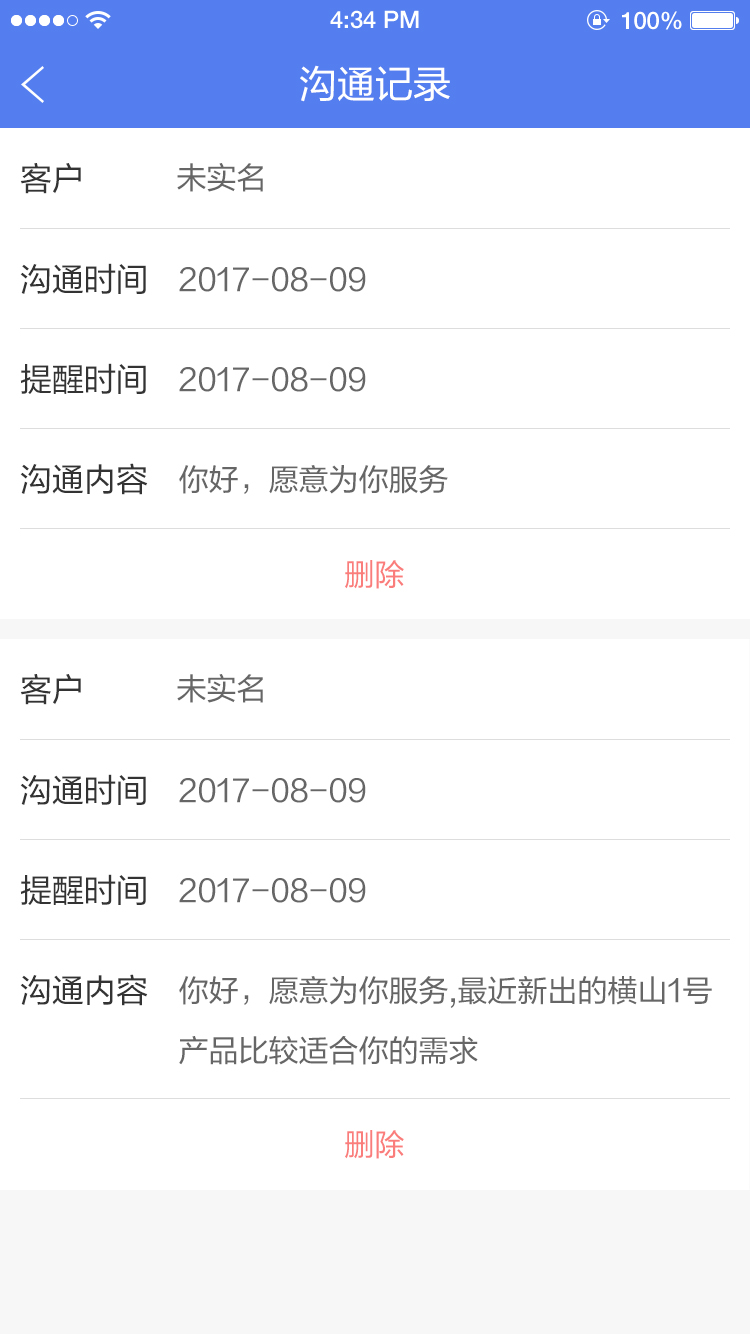 4:34 PM 100%
沟通记录
客户 未实名
沟通时间 2017-08-09
提醒时间 2017-08-09
沟通内容 你好，愿意为你服务
删除
客户 未实名
沟通时间 2017-08-09
提醒时间 2017-08-09
沟通内容 你好，愿意为你服务,最近新出的横山1号
产品比较适合你的需求
删除